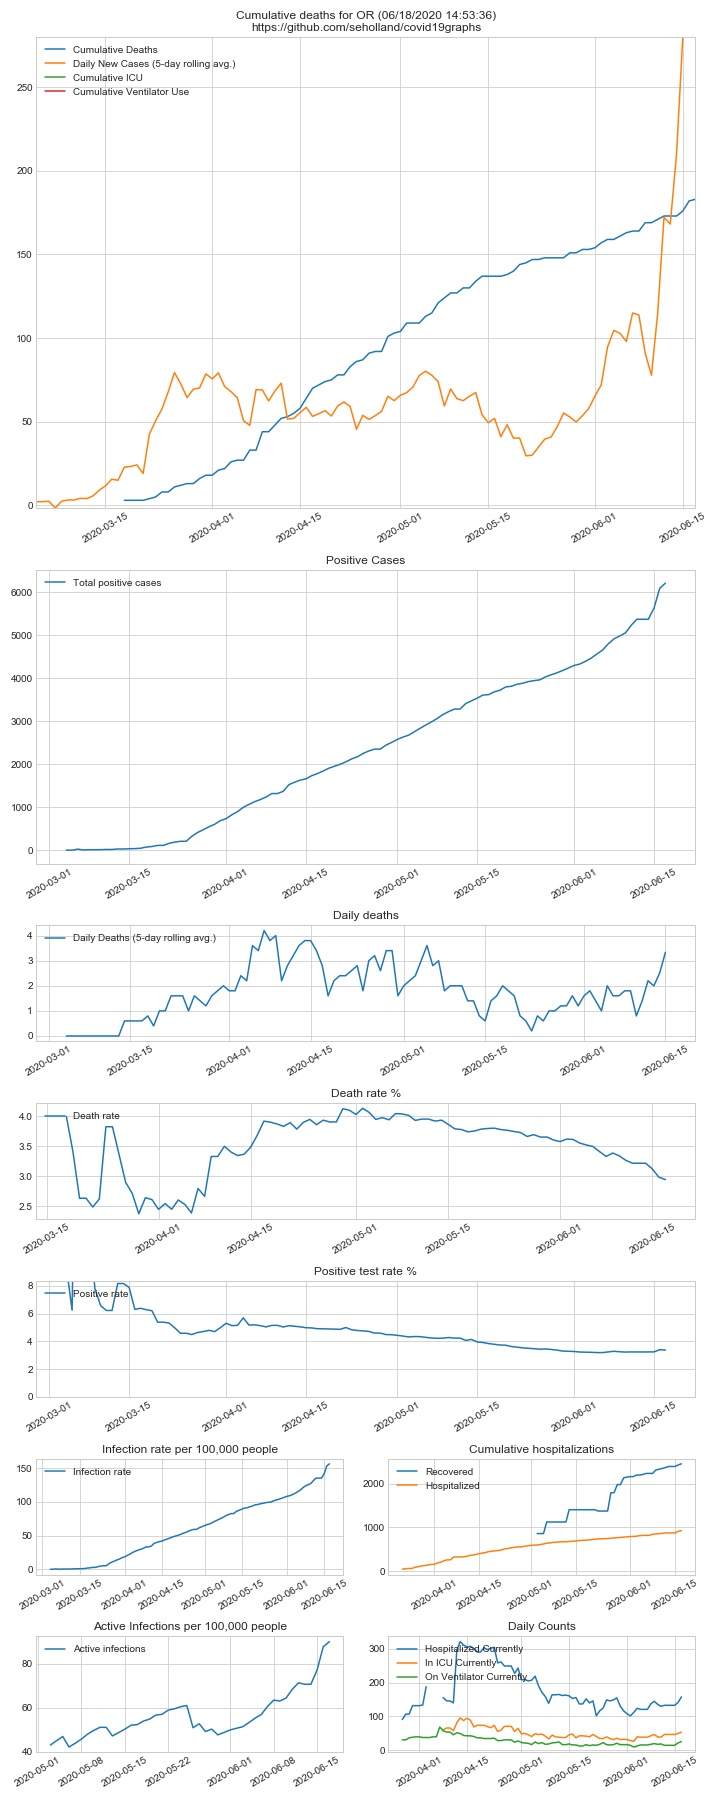 Cumulative deaths for OR (06/18/2020 14:53:36)
https://github.com/seholland/covid19graphs
Cumulative Deaths
Daily New Cases (5-day rolling avg.)
Cumulative ICU
Cumulative Ventilator Use
250
200
150
100
50
0
2020-03-15 2020-04-01 2020-04-15 2020-05-01 2020-05-15 2020-06-01 2020-06-15
Positive Cases
Total positive cases
6000
5000
4000
3000
2000
1000
0
2020-03-01 2020-03-15 2020-04-01 2020-04-15 2020-05-01 2020-05-15 2020-06-01 2020-06-15
Daily deaths
Daily Deaths (5-day rolling avg.)
4
3
2
1
0
2020-03-01 2020-03-15 2020-04-01 2020-04-15 2020-05-01 2020-05-15 2020-06-01 2020-06-15
Death rate %
Death rate
4.0
3.5
3.0
2.5
2020-03-15 2020-04-01 2020-04-15 2020-05-01 2020-05-15 2020-06-01 2020-06-15
Positive test rate %
Positive rate
8
6
4
2
0
2020-03-01 2020-03-15 2020-04-01 2020-04-15 2020-05-01 2020-05-15 2020-06-01 2020-06-15
Infection rate per 100,000 people
Infection rate
150
100
50
0
2020-03-01 2020-03-15 2020-04-01 2020-04-15 2020-05-01 2020-05-15 2020-06-01 2020-06-15
Cumulative hospitalizations
Recovered
Hospitalized
2000
1000
0
2020-04-01 2020-04-15 2020-05-01 2020-05-15 2020-06-01 2020-06-15
Active Infections per 100,000 people
Active infections
80
60
40
2020-05-01 2020-05-08 2020-05-15 2020-05-22 2020-06-01 2020-06-08 2020-06-15
Daily Counts
Hospitalized Currently
In ICU Currently
On Ventilator Currently
300
200
100
0
2020-04-01 2020-04-15 2020-05-01 2020-05-15 2020-06-01 2020-06-15